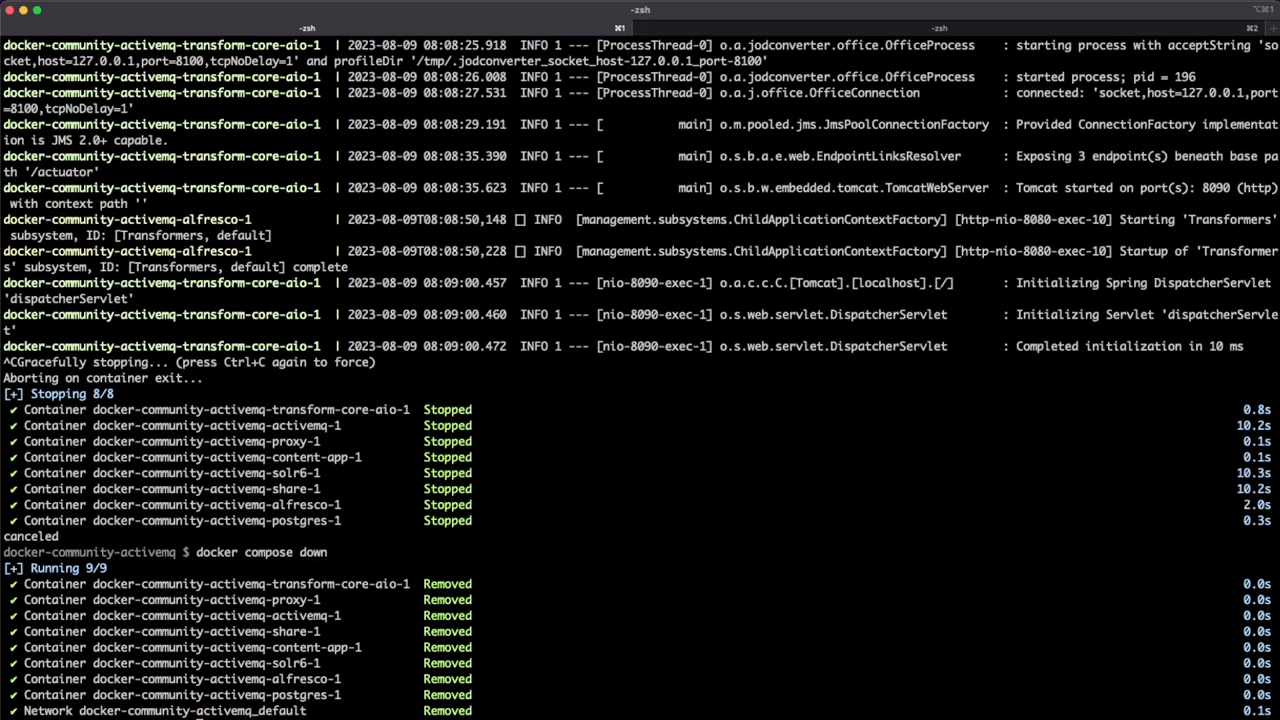 -zsh
⌥⌘1
-zsh ⌘1 -zsh ⌘2 +
docker-community-activemq-transform-core-aio-1  | 2023-08-09 08:08:25.918  INFO 1 --- [ProcessThread-0] o.a.jodconverter.office.OfficeProcess    : starting process with acceptString 'so
cket,host=127.0.0.1,port=8100,tcpNoDelay=1' and profileDir '/tmp/.jodconverter_socket_host-127.0.0.1_port-8100'
docker-community-activemq-transform-core-aio-1  | 2023-08-09 08:08:26.008  INFO 1 --- [ProcessThread-0] o.a.jodconverter.office.OfficeProcess    : started process; pid = 196
docker-community-activemq-transform-core-aio-1  | 2023-08-09 08:08:27.531  INFO 1 --- [ProcessThread-0] o.a.j.office.OfficeConnection            : connected: 'socket,host=127.0.0.1,port
=8100,tcpNoDelay=1'
docker-community-activemq-transform-core-aio-1  | 2023-08-09 08:08:29.191  INFO 1 --- [           main] o.m.pooled.jms.JmsPoolConnectionFactory  : Provided ConnectionFactory implementat
ion is JMS 2.0+ capable.
docker-community-activemq-transform-core-aio-1  | 2023-08-09 08:08:35.390  INFO 1 --- [           main] o.s.b.a.e.web.EndpointLinksResolver      : Exposing 3 endpoint(s) beneath base pa
th '/actuator'
docker-community-activemq-transform-core-aio-1  | 2023-08-09 08:08:35.623  INFO 1 --- [           main] o.s.b.w.embedded.tomcat.TomcatWebServer  : Tomcat started on port(s): 8090 (http)
 with context path ''
docker-community-activemq-alfresco-1            | 2023-08-09T08:08:50,148 [] INFO  [management.subsystems.ChildApplicationContextFactory] [http-nio-8080-exec-10] Starting 'Transformers'
 subsystem, ID: [Transformers, default]
docker-community-activemq-alfresco-1            | 2023-08-09T08:08:50,228 [] INFO  [management.subsystems.ChildApplicationContextFactory] [http-nio-8080-exec-10] Startup of 'Transformer
s' subsystem, ID: [Transformers, default] complete
docker-community-activemq-transform-core-aio-1  | 2023-08-09 08:09:00.457  INFO 1 --- [nio-8090-exec-1] o.a.c.c.C.[Tomcat].[localhost].[/]       : Initializing Spring DispatcherServlet
'dispatcherServlet'
docker-community-activemq-transform-core-aio-1  | 2023-08-09 08:09:00.460  INFO 1 --- [nio-8090-exec-1] o.s.web.servlet.DispatcherServlet        : Initializing Servlet 'dispatcherServle
t'
docker-community-activemq-transform-core-aio-1  | 2023-08-09 08:09:00.472  INFO 1 --- [nio-8090-exec-1] o.s.web.servlet.DispatcherServlet        : Completed initialization in 10 ms
^CGracefully stopping... (press Ctrl+C again to force)
Aborting on container exit...
[+] Stopping 8/8
 ✔ Container docker-community-activemq-transform-core-aio-1  Stopped 0.8s
 ✔ Container docker-community-activemq-activemq-1            Stopped 10.2s
 ✔ Container docker-community-activemq-proxy-1               Stopped 0.1s
 ✔ Container docker-community-activemq-content-app-1         Stopped 0.1s
 ✔ Container docker-community-activemq-solr6-1               Stopped 10.3s
 ✔ Container docker-community-activemq-share-1               Stopped 10.2s
 ✔ Container docker-community-activemq-alfresco-1            Stopped 2.0s
 ✔ Container docker-community-activemq-postgres-1            Stopped 0.3s
canceled
docker-community-activemq $ docker compose down
[+] Running 9/9
 ✔ Container docker-community-activemq-transform-core-aio-1  Removed 0.0s
 ✔ Container docker-community-activemq-proxy-1               Removed 0.0s
 ✔ Container docker-community-activemq-activemq-1            Removed 0.0s
 ✔ Container docker-community-activemq-share-1               Removed 0.0s
 ✔ Container docker-community-activemq-content-app-1         Removed 0.0s
 ✔ Container docker-community-activemq-solr6-1               Removed 0.0s
 ✔ Container docker-community-activemq-alfresco-1            Removed 0.0s
 ✔ Container docker-community-activemq-postgres-1            Removed 0.0s
 ✔ Network docker-community-activemq_default                 Removed 0.1s